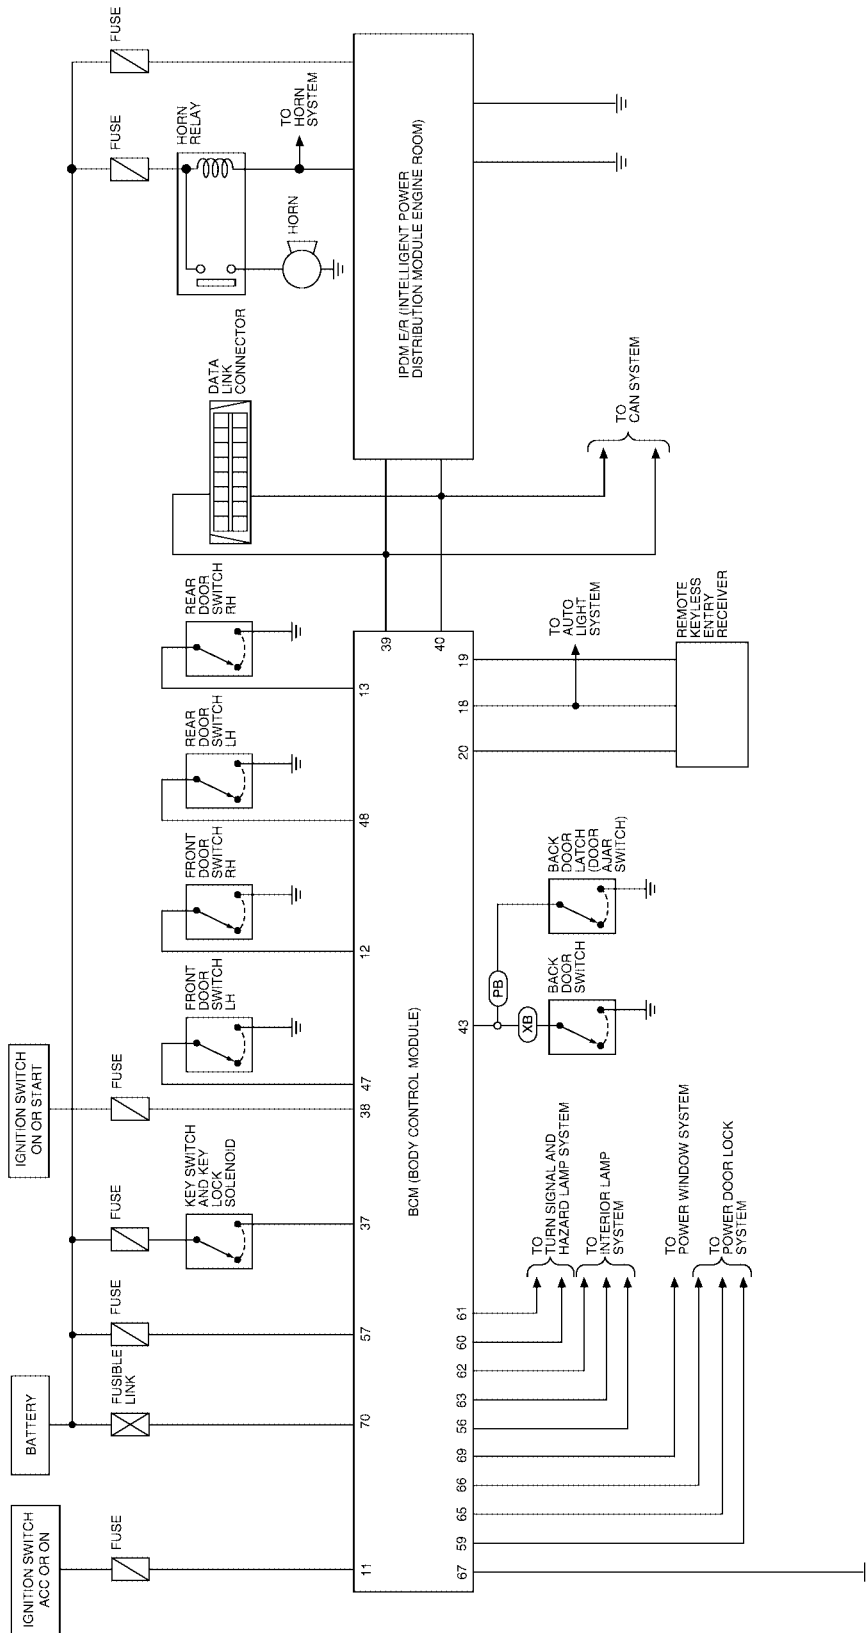 IGNITION SWITCH
ACC OR ON
BATTERY
IGNITION SWITCH
ON OR START
FUSE
FUSIBLE
LINK
FUSE
FUSE
FUSE
FUSE
FUSE
KEY SWITCH
AND KEY
LOCK
SOLENOID
FRONT
DOOR
SWITCH
LH
FRONT
DOOR
SWITCH
RH
REAR
DOOR
SWITCH
LH
REAR
DOOR
SWITCH
RH
DATA
LINK
CONNECTOR
HORN
RELAY
HORN
TO
HORN
SYSTEM
11
70
57
37
38
47
12
48
13
39
40
BCM (BODY CONTROL MODULE)
IPDM E/R (INTELLIGENT POWER
DISTRIBUTION MODULE ENGINE ROOM)
67
59
65
66
69
56
63
62
60
61
43
20
18
19
TO
TURN SIGNAL AND
HAZARD LAMP SYSTEM
TO
INTERIOR LAMP
SYSTEM
TO
POWER WINDOW SYSTEM
TO
POWER DOOR LOCK
SYSTEM
PB
XB
BACK
DOOR
SWITCH
BACK
DOOR
LATCH
(DOOR
AJAR
SWITCH)
TO
AUTO
LIGHT
SYSTEM
REMOTE
KEYLESS
ENTRY
RECEIVER
TO
CAN SYSTEM